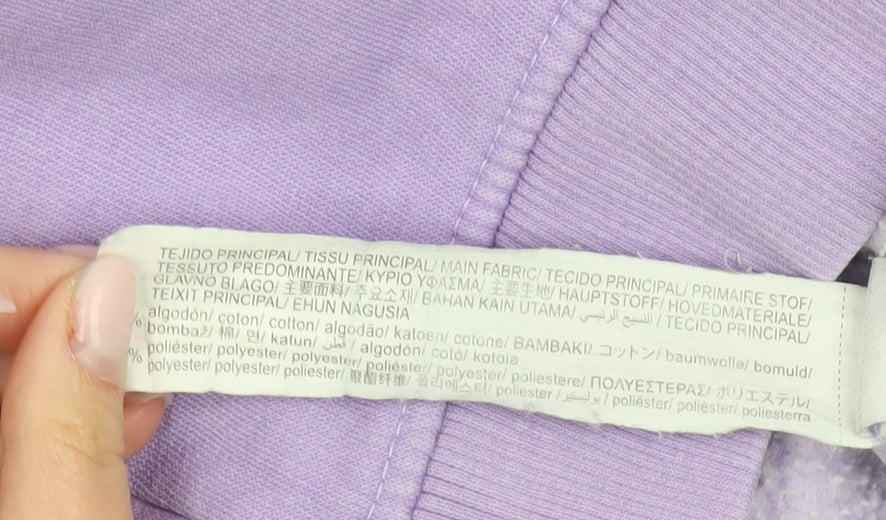 TEJIDO PRINCIPAL/ TISSU PRINCIPAL/ MAIN FABRIC/ TECIDO PRINCIPAL/ PRIMAIRE STOF/
TESSUTO PREDOMINANTE/ ΚΥΡΙΟ ΥΦΑΣΜΑ/ 主要生地/ HAUPTSTOFF/ HOVEDMATERIALE/
GLAVNO BLAGO/ 主要面料/ 주요소재/ BAHAN KAIN UTAMA/ النسيج الرئيسي / TECIDO PRINCIPAL/
TEIXIT PRINCIPAL/ EHUN NAGUSIA
% algodón/ coton/ cotton/ algodão/ katoen/ cotone/ ΒΑΜΒΑΚΙ/ コットン/ baumwolle/ bomuld/
bombaž/ 棉/ 면/ katun/ قطن/ algodón/ cotó/ kotoia
% poliéster/ polyester/ polyester/ poliéster/ polyester/ poliestere/ ΠΟΛΥΕΣΤΕΡΑΣ/ ポリエステル/
polyester/ polyester/ poliester/ 聚酯纤维/ 폴리에스터/ poliester / بوليستير/ poliéster/ poliéster/ poliesterra